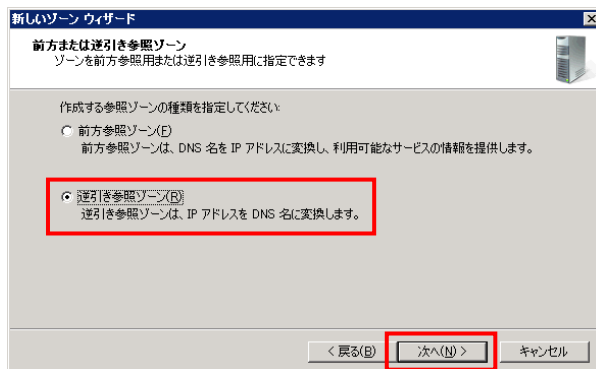 新しいゾーン ウィザード
前方または逆引き参照ゾーン
ゾーンを前方参照用または逆引き参照用に指定できます
作成する参照ゾーンの種類を指定してください:
前方参照ゾーン(F)
前方参照ゾーンは、DNS 名を IP アドレスに変換し、利用可能なサービスの情報を提供します。
逆引き参照ゾーン(R)
逆引き参照ゾーンは、IP アドレスを DNS 名に変換します。
< 戻る(B) 次へ(N) > キャンセル